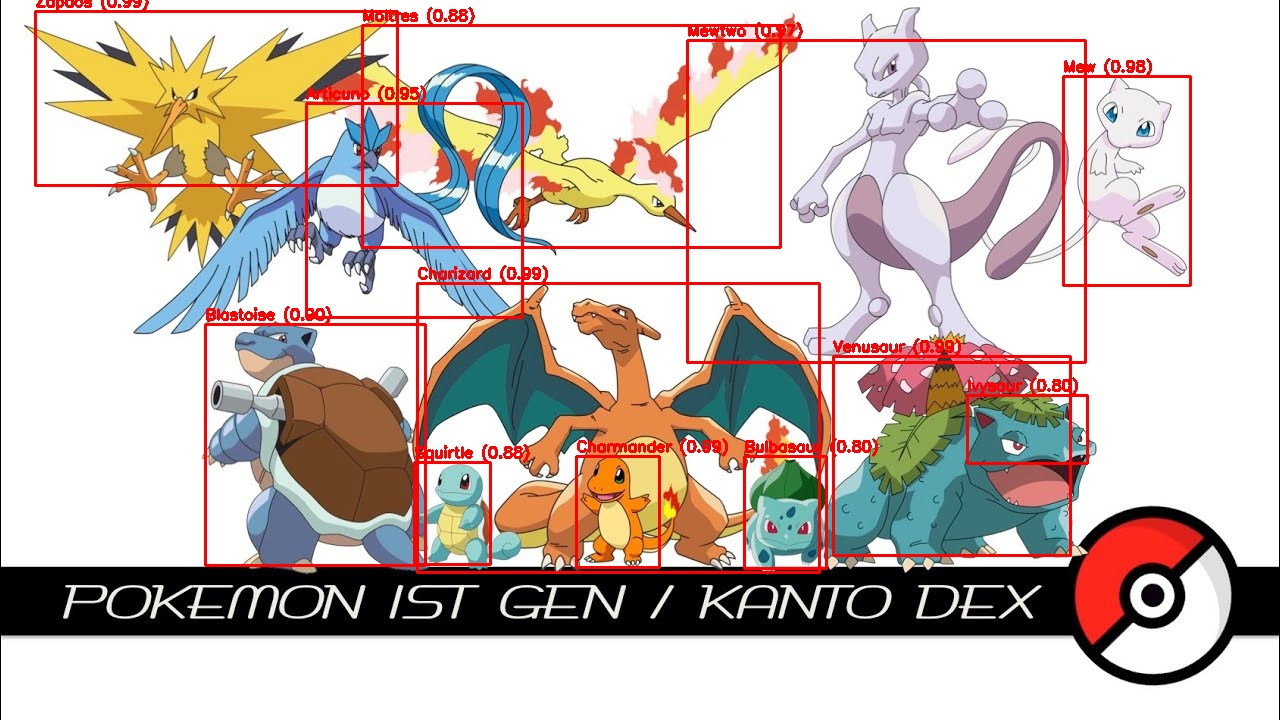 Zapdos (0.99)
Moltres (0.88)
Mewtwo (0.97)
Mew (0.98)
Articuno (0.95)
Charizard (0.99)
Blastoise (0.90)
Venusaur (0.99)
Ivysaur (0.80)
Squirtle (0.88)
Charmander (0.99)
Bulbasaur (0.80)
POKEMON 1ST GEN / KANTO DEX